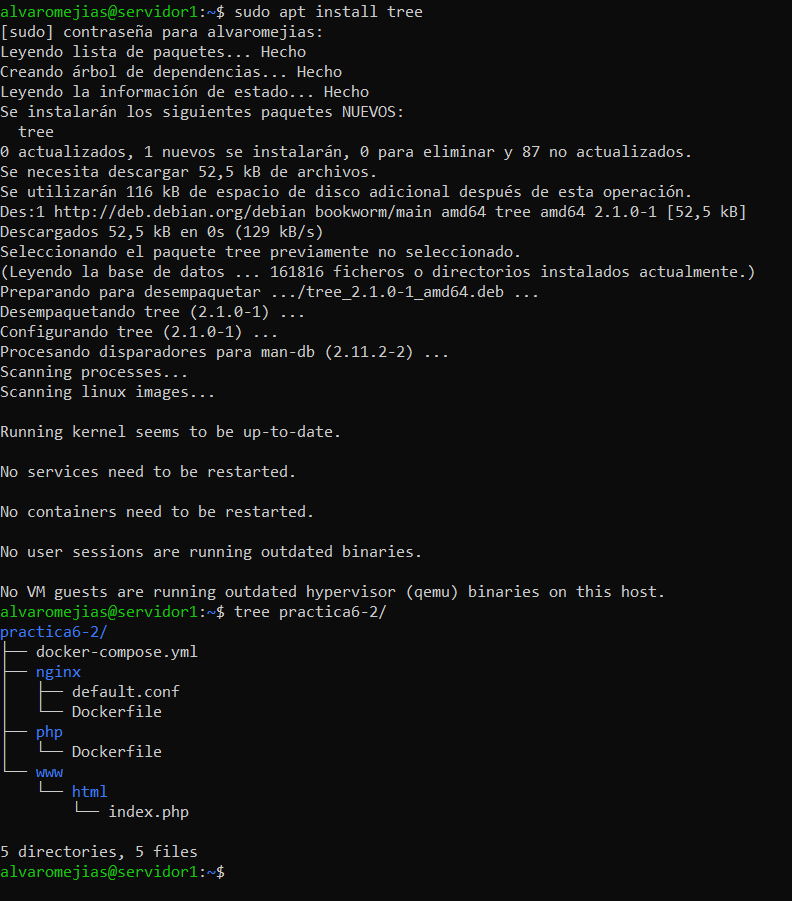 alvaromejias@servidor1:~$ sudo apt install tree
[sudo] contraseña para alvaromejias:
Leyendo lista de paquetes... Hecho
Creando árbol de dependencias... Hecho
Leyendo la información de estado... Hecho
Se instalarán los siguientes paquetes NUEVOS:
  tree
0 actualizados, 1 nuevos se instalarán, 0 para eliminar y 87 no actualizados.
Se necesita descargar 52,5 kB de archivos.
Se utilizarán 116 kB de espacio de disco adicional después de esta operación.
Des:1 http://deb.debian.org/debian bookworm/main amd64 tree amd64 2.1.0-1 [52,5 kB]
Descargados 52,5 kB en 0s (129 kB/s)
Seleccionando el paquete tree previamente no seleccionado.
(Leyendo la base de datos ... 161816 ficheros o directorios instalados actualmente.)
Preparando para desempaquetar .../tree_2.1.0-1_amd64.deb ...
Desempaquetando tree (2.1.0-1) ...
Configurando tree (2.1.0-1) ...
Procesando disparadores para man-db (2.11.2-2) ...
Scanning processes...
Scanning linux images...
Running kernel seems to be up-to-date.
No services need to be restarted.
No containers need to be restarted.
No user sessions are running outdated binaries.
No VM guests are running outdated hypervisor (qemu) binaries on this host.
alvaromejias@servidor1:~$ tree practica6-2/
practica6-2/
├── docker-compose.yml
├── nginx
│   ├── default.conf
│   └── Dockerfile
├── php
│   └── Dockerfile
└── www
    └── html
        └── index.php
5 directories, 5 files
alvaromejias@servidor1:~$